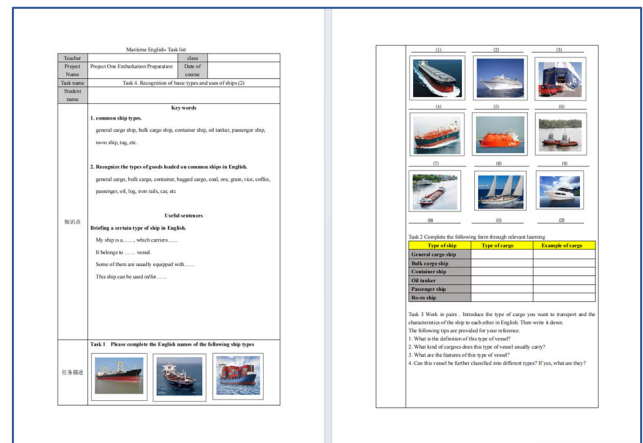 Maritime English- Task list
Teacher class
Project Name Project One Embarkation Preparation Date of course
Task name Task 4. Recognition of basic types and uses of ships (2)
Student name
知识点
Key words
1. common ship types.
general cargo ship, bulk cargo ship, container ship, oil tanker, passenger ship,
ro-ro ship, tug, etc.
2. Recognize the types of goods loaded on common ships in English.
general cargo, bulk cargo, container, bagged cargo, coal, ore, grain, rice, coffee,
passenger, oil, log, iron rails, car, etc
Useful sentences
Briefing a certain type of ship in English.
My ship is a……, which carriers……
It belongs to …… vessel.
Some of them are usually equipped with……
This ship can be used to/for……
任务描述
Task 1 Please complete the English names of the following ship types
(1) (2) (3)
(4) (5) (6)
LNG
(7) (8) (9)
Task 2 Complete the following form through relevant learning
Type of ship Type of cargo Example of cargo
General cargo ship
Bulk cargo ship
Container ship
Oil tanker
Passenger ship
Ro-ro ship
Task 3 Work in pairs . Introduce the type of cargo you want to transport and the
characteristics of the ship to each other in English. Then write it down.
The following tips are provided for your reference.
1. What is the definition of this type of vessel?
2. What kind of cargoes does this type of vessel usually carry?
3. What are the features of this type of vessel?
4. Can this vessel be further classified into different types? If yes, what are they?